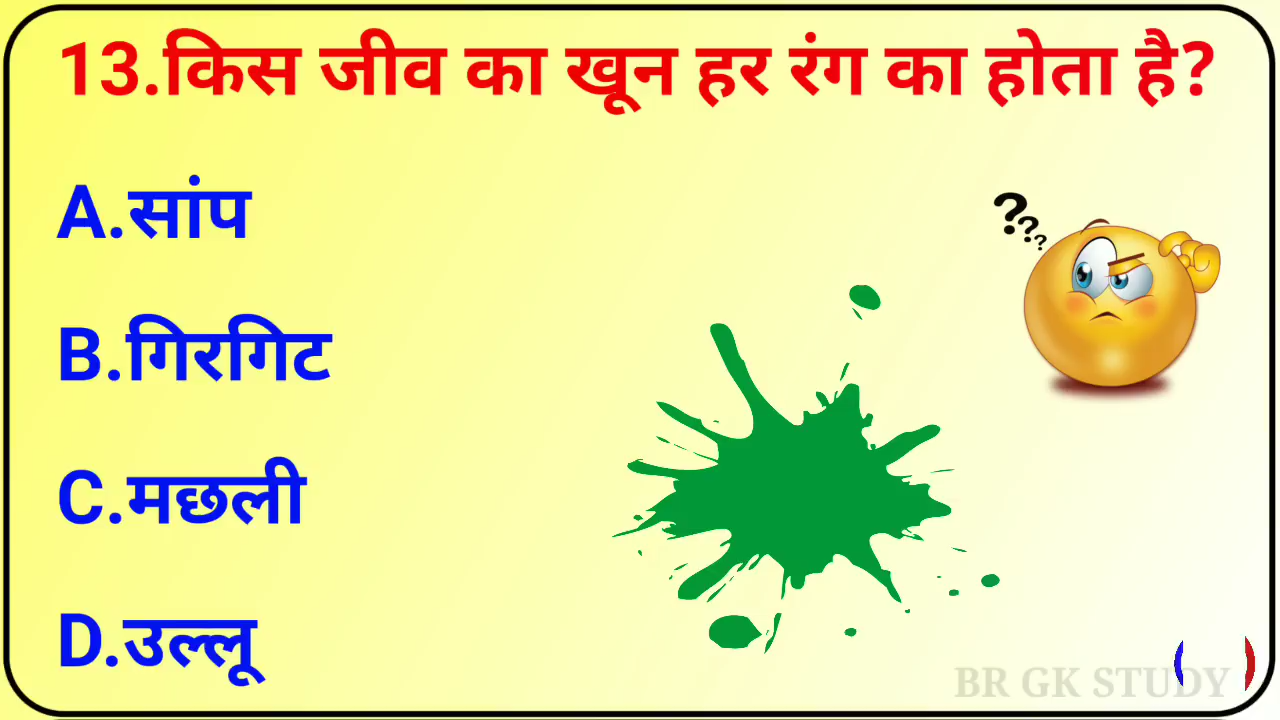 13.किस जीव का खून हर रंग का होता है?
A.सांप
B.गिरगिट
C.मछली
D.उल्लू
???
BR GK STUDY